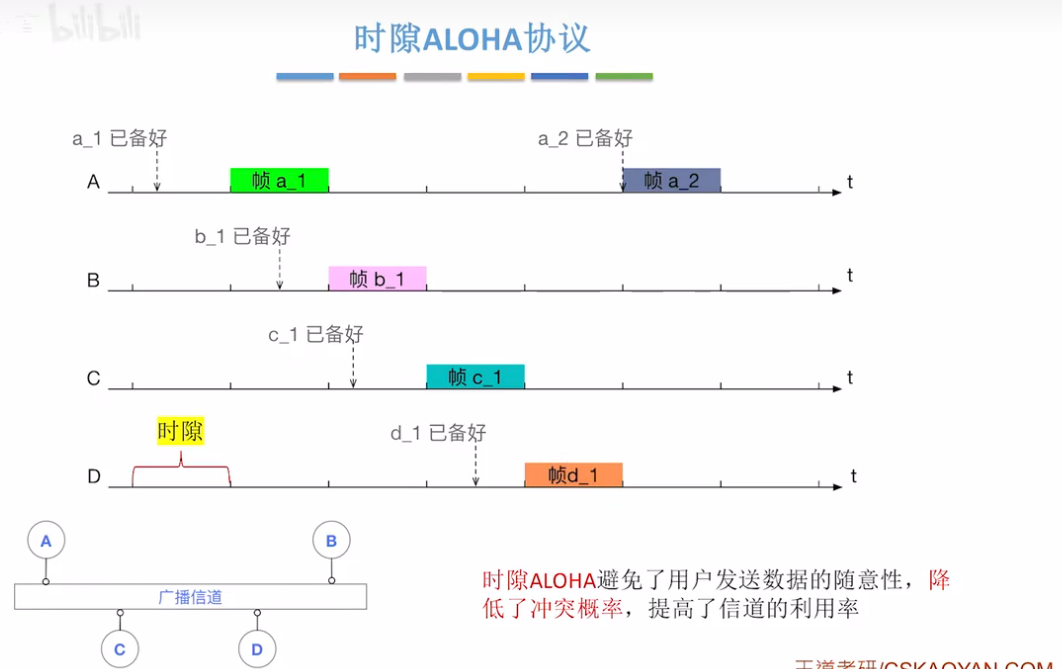 bilibili
时隙ALOHA协议
a_1 已备好
a_2 已备好
A
帧 a_1
帧 a_2
t
b_1 已备好
B
帧 b_1
t
c_1 已备好
C
帧 c_1
t
时隙
d_1 已备好
D
帧d_1
t
A
B
广播信道
C
D
时隙ALOHA避免了用户发送数据的随意性，降
低了冲突概率，提高了信道的利用率
王道考研/CSKAOYAN.COM